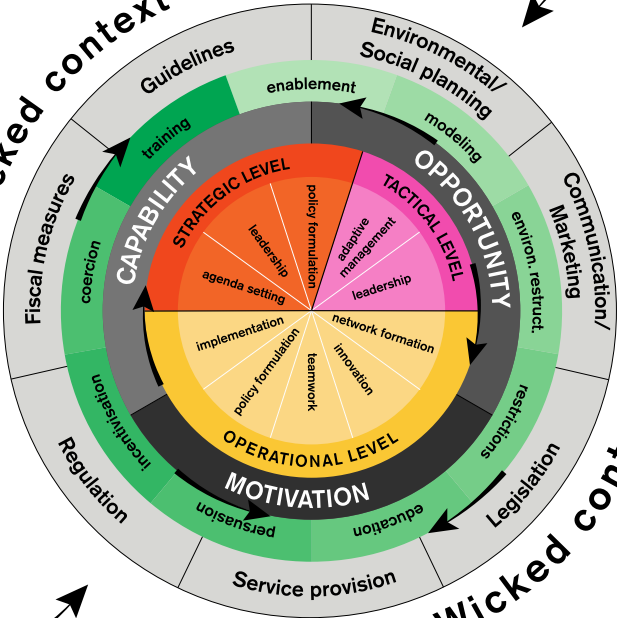 cked context
Wicked cont
Guidelines
Environmental/
Social planning
Communication/
Marketing
Legislation
Service provision
Regulation
Fiscal measures
enablement
modeling
environ. restruct.
restrictions
education
persuasion
incentivisation
coercion
training
CAPABILITY
OPPORTUNITY
MOTIVATION
STRATEGIC LEVEL
TACTICAL LEVEL
OPERATIONAL LEVEL
policy formulation
adaptive
management
leadership
network formation
innovation
teamwork
policy formulation
implementation
agenda setting
leadership